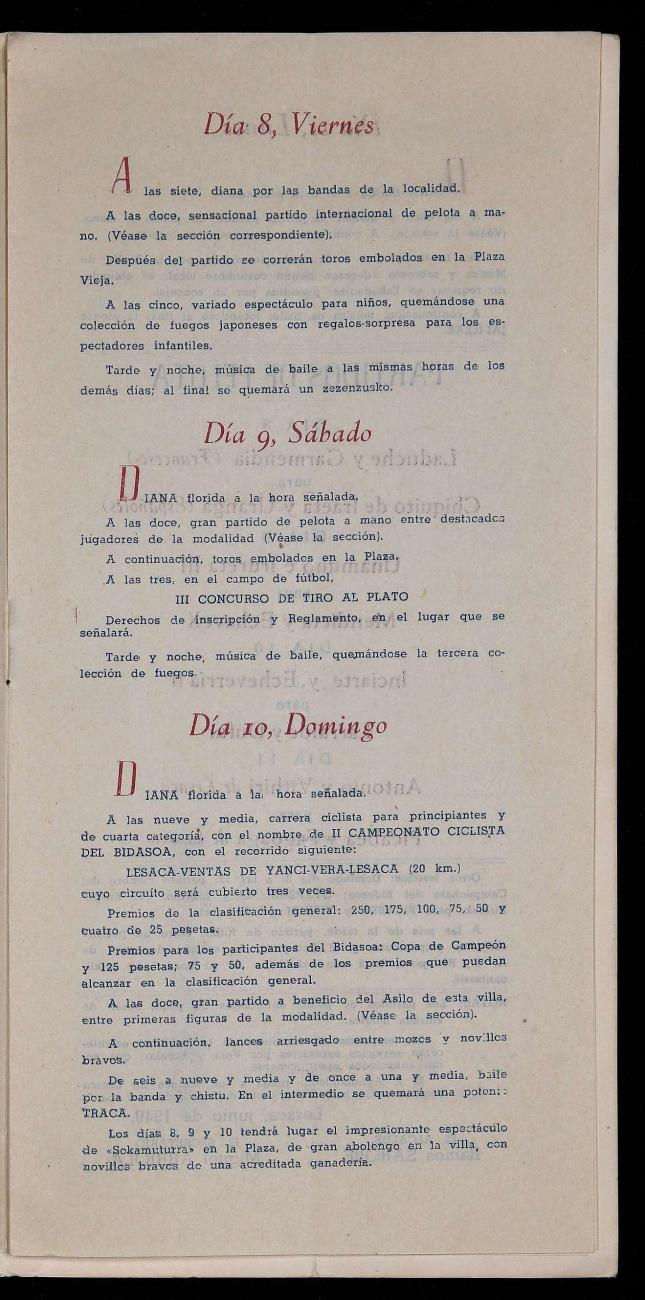 Día 8, Viernes
A las siete, diana por las bandas de la localidad.
A las doce, sensacional partido internacional de pelota a ma-
no. (Véase la sección correspondiente).
Después del partido se correrán toros embolados en la Plaza
Vieja.
A las cinco, variado espectáculo para niños, quemándose una
colección de fuegos japoneses con regalos-sorpresa para los es-
pectadores infantiles.
Tarde y noche, música de baile a las mismas horas de los
demás días; al final se quemará un zezenzusko.
Día 9, Sábado
DIANA florida a la hora señalada.
A las doce, gran partido de pelota a mano entre destacados
jugadores de la modalidad (Véase la sección).
A continuación, toros embolados en la Plaza.
A las tres, en el campo de fútbol,
III CONCURSO DE TIRO AL PLATO
Derechos de inscripción y Reglamento, en el lugar que se
señalará.
Tarde y noche, música de baile, quemándose la tercera co-
lección de fuegos.
Día 10, Domingo
DIANA florida a la hora señalada.
A las nueve y media, carrera ciclista para principiantes y
de cuarta categoría, con el nombre de II CAMPEONATO CICLISTA
DEL BIDASOA, con el recorrido siguiente:
LESACA-VENTAS DE YANCI-VERA-LESACA (20 km.)
cuyo circuíto será cubierto tres veces.
Premios de la clasificación general: 250, 175, 100, 75, 50 y
cuatro de 25 pesetas.
Premios para los participantes del Bidasoa: Copa de Campeón
y 125 pesetas; 75 y 50, además de los premios que puedan
alcanzar en la clasificación general.
A las doce, gran partido a beneficio del Asilo de esta villa,
entre primeras figuras de la modalidad. (Véase la sección).
A continuación, lances arriesgado entre mozos y novillos
bravos.
De seis a nueve y media y de once a una y media, baile
por la banda y chistu. En el intermedio se quemará una potent
TRACA.
Los días 8, 9 y 10 tendrá lugar el impresionante espectáculo
de «Sokamuturra» en la Plaza, de gran abolengo en la villa, con
novillos bravos de una acreditada ganadería.